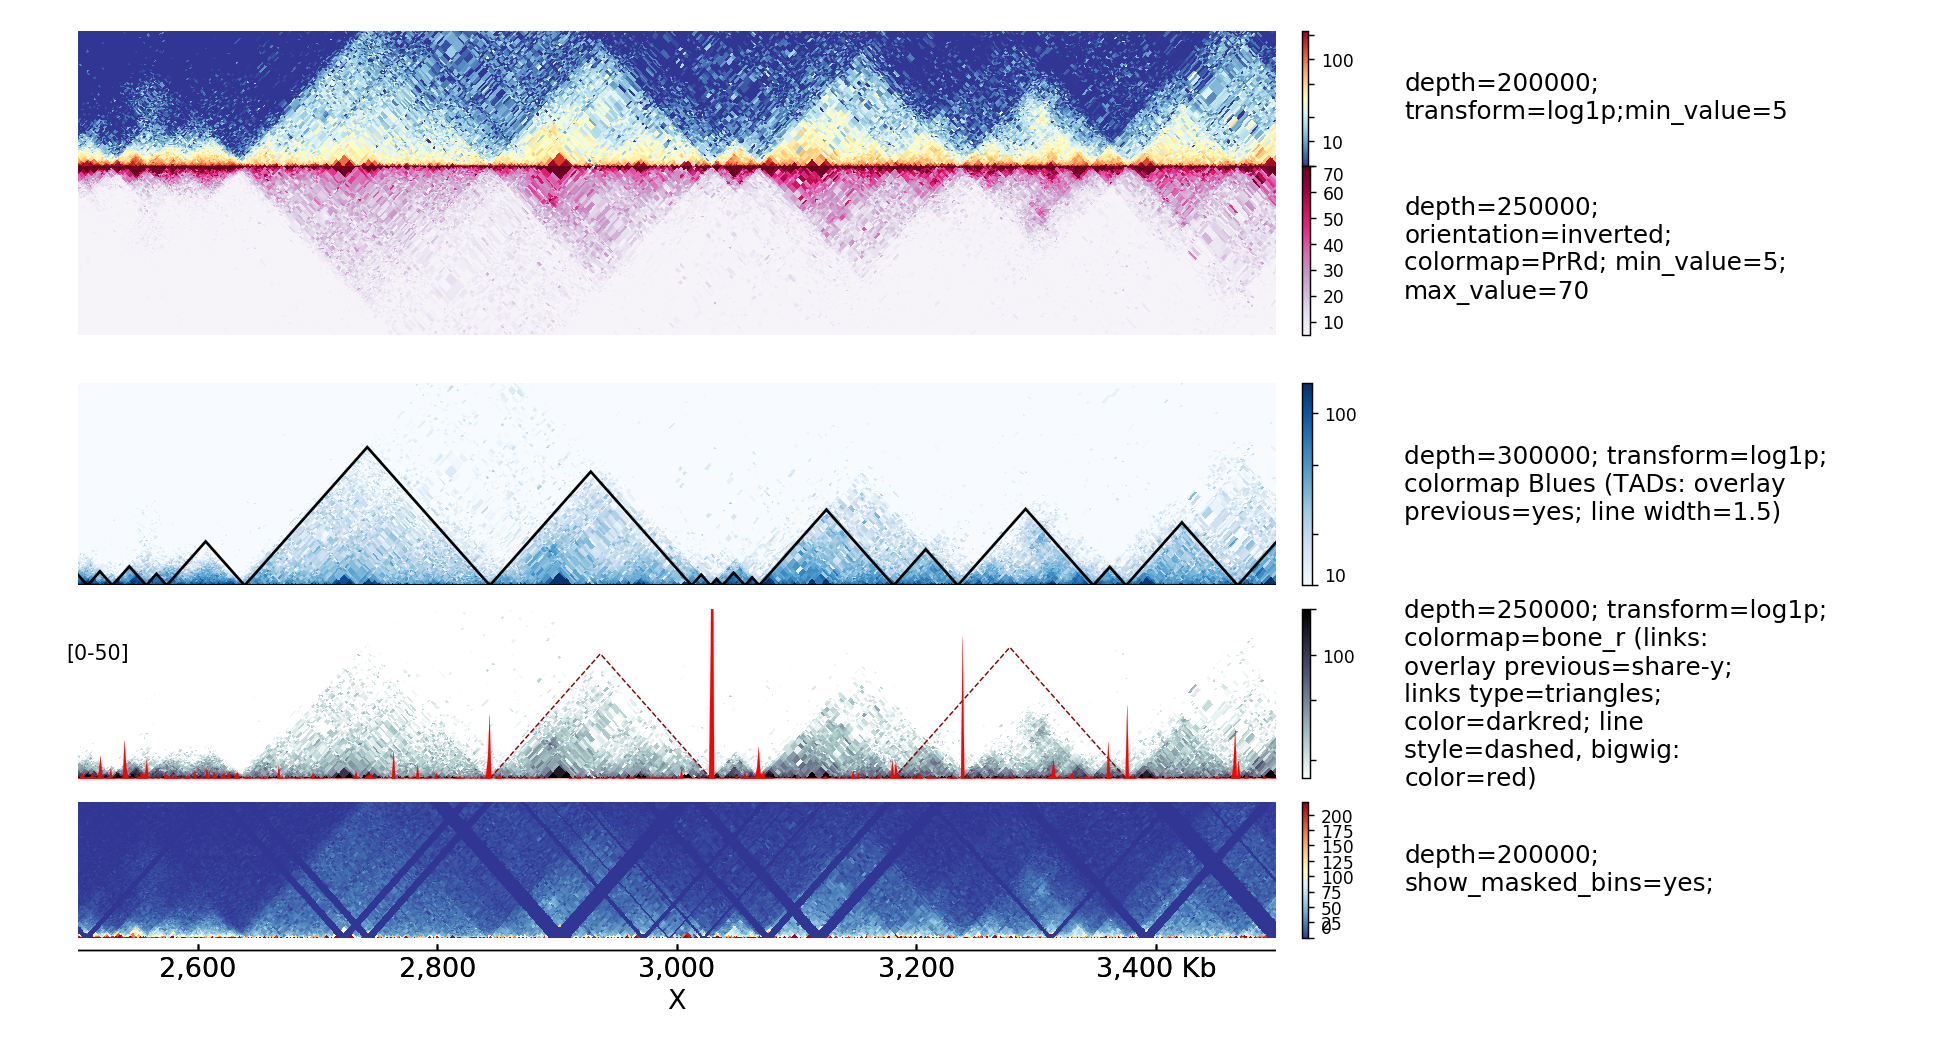 100
10
depth=200000;
transform=log1p;min_value=5
70
60
50
40
30
20
10
depth=250000;
orientation=inverted;
colormap=PrRd; min_value=5;
max_value=70
100
10
depth=300000; transform=log1p;
colormap Blues (TADs: overlay
previous=yes; line width=1.5)
[0-50]
100
depth=250000; transform=log1p;
colormap=bone_r (links:
overlay previous=share-y;
links type=triangles;
color=darkred; line
style=dashed, bigwig:
color=red)
200
175
150
125
100
75
50
25
0
depth=200000;
show_masked_bins=yes;
2,600 2,800 3,000 3,200 3,400 Kb
X